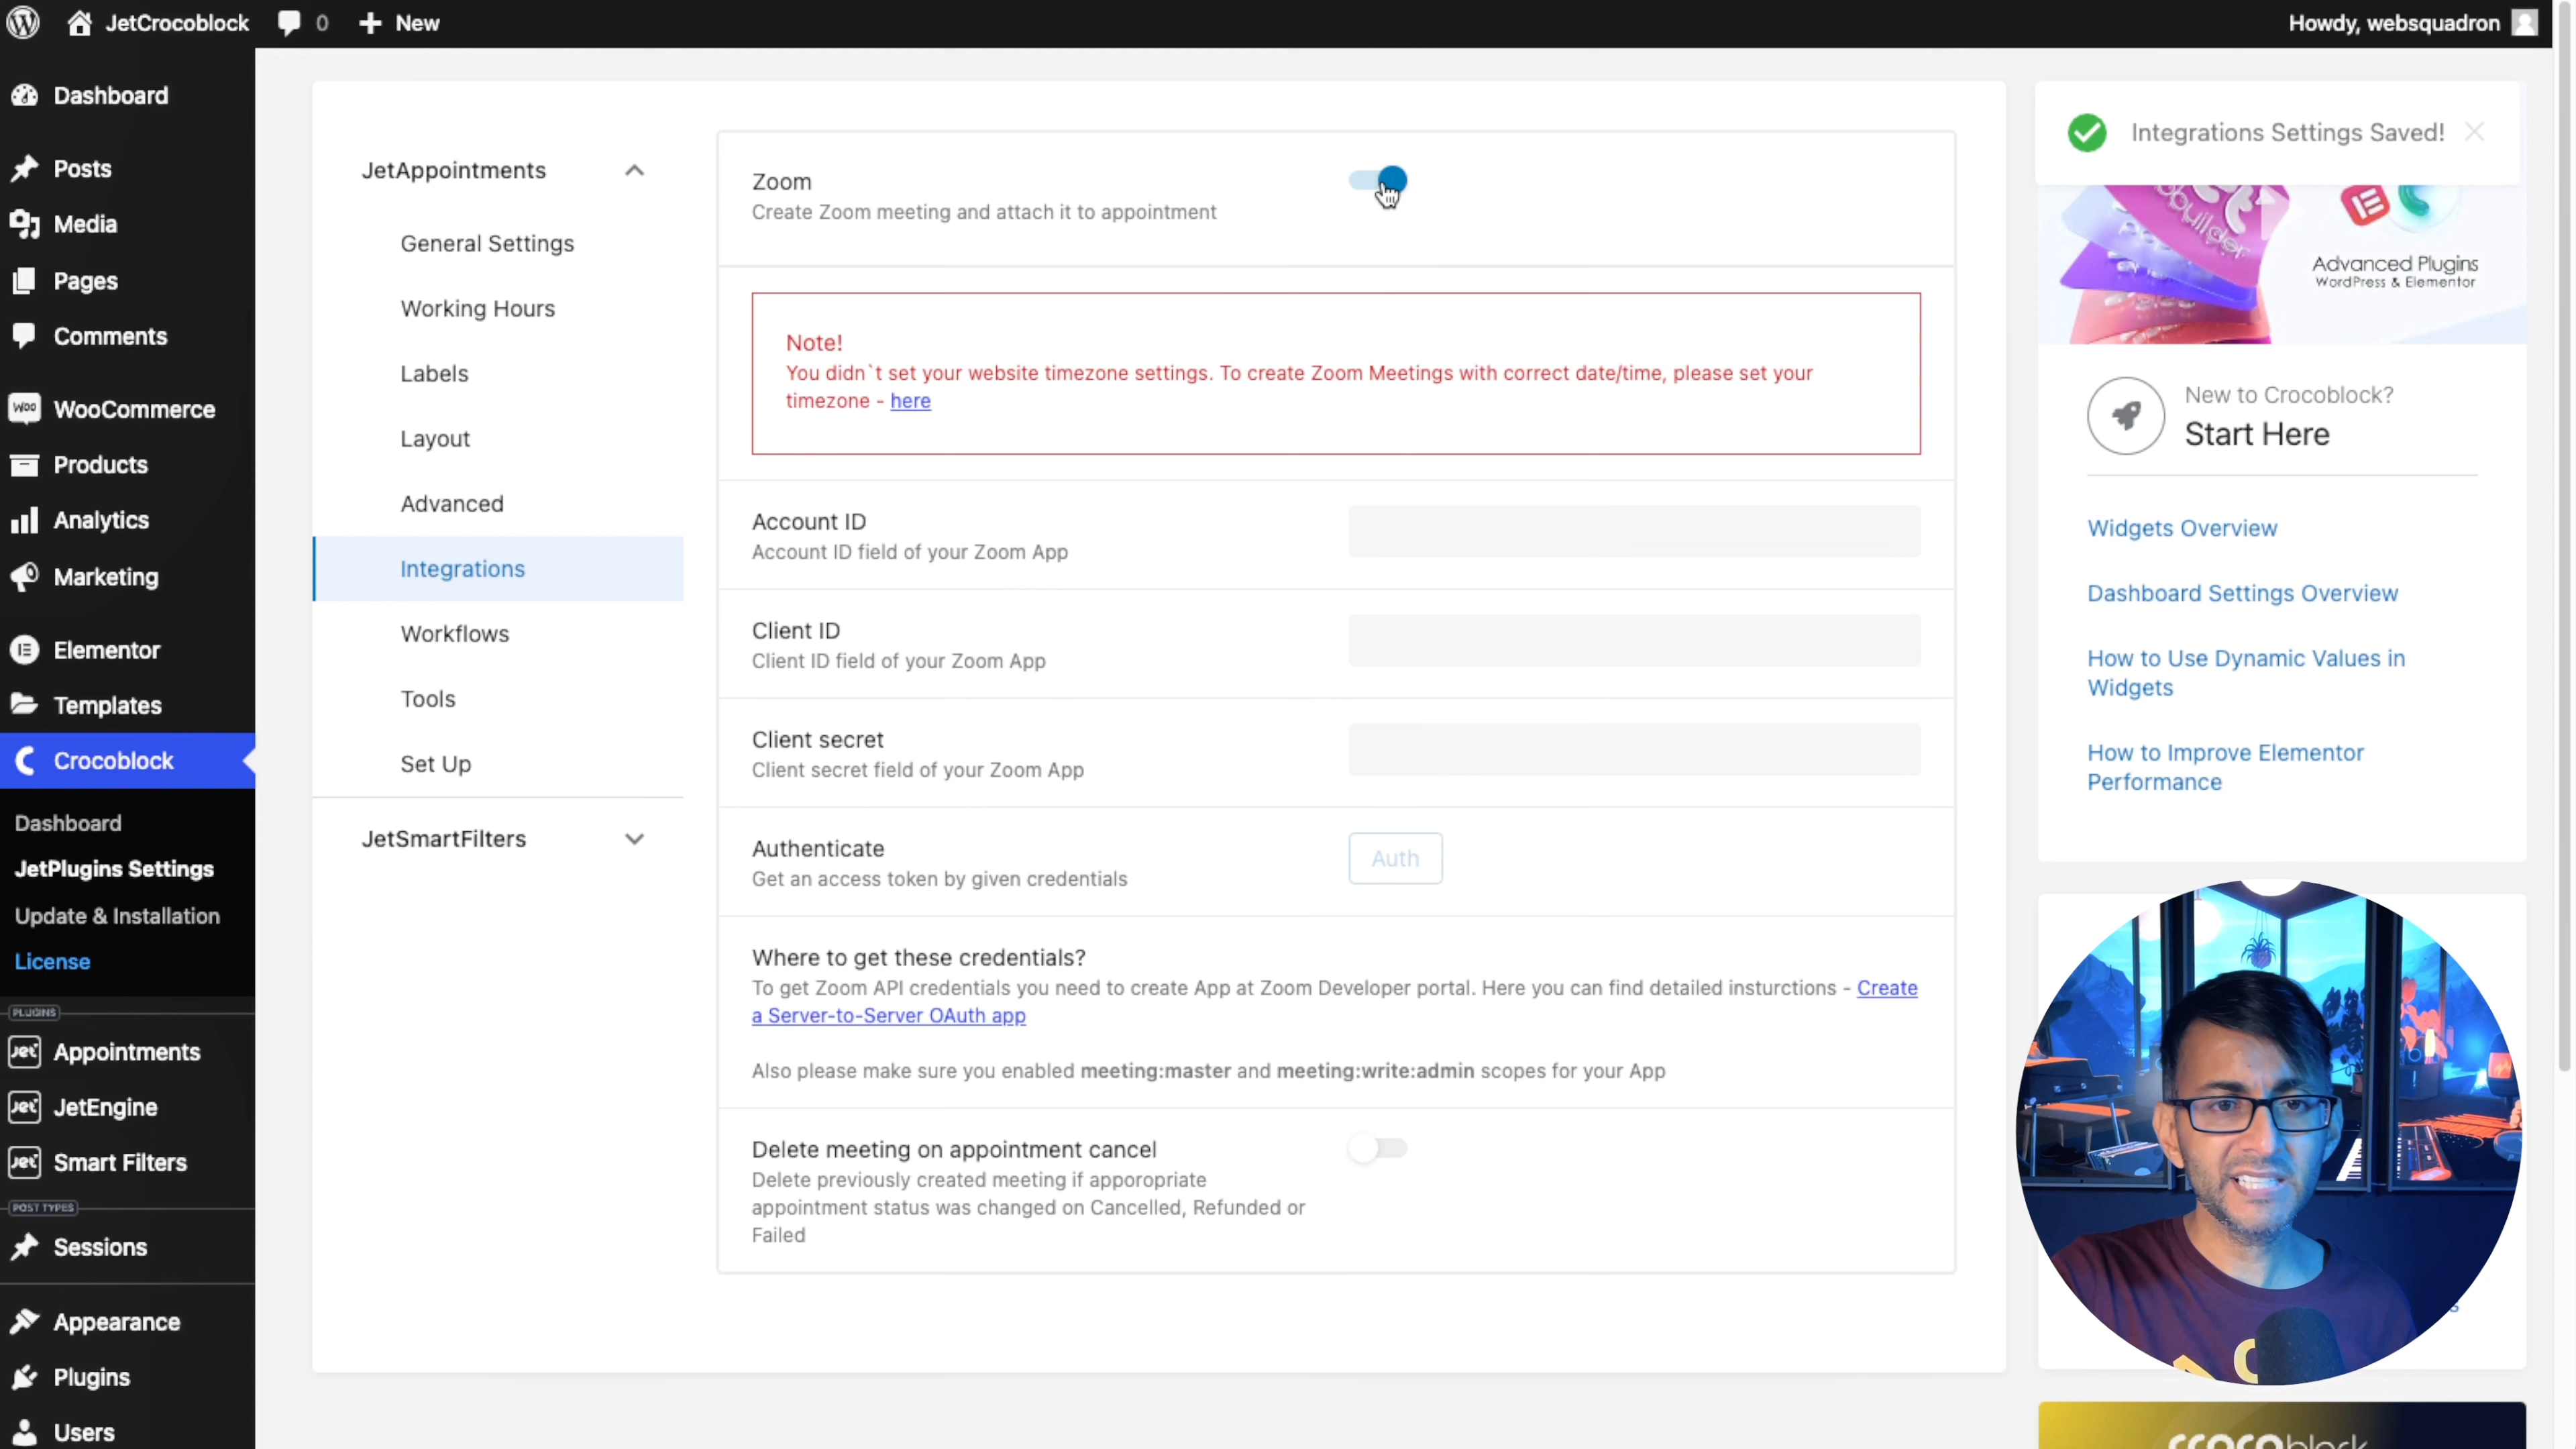 JetCrocoblock
0
New
Howdy, websquadron
Dashboard
Posts
Media
Pages
Comments
WooCommerce
Products
Analytics
Marketing
Elementor
Templates
Crocoblock
Dashboard
JetPlugins Settings
Update & Installation
License
PLUGINS
Appointments
JetEngine
Smart Filters
POST TYPES
Sessions
Appearance
Plugins
Users
JetAppointments
General Settings
Working Hours
Labels
Layout
Advanced
Integrations
Workflows
Tools
Set Up
JetSmartFilters
Zoom
Create Zoom meeting and attach it to appointment
Note!
You didn`t set your website timezone settings. To create Zoom Meetings with correct date/time, please set your
timezone - here
Account ID
Account ID field of your Zoom App
Client ID
Client ID field of your Zoom App
Client secret
Client secret field of your Zoom App
Authenticate
Get an access token by given credentials
Auth
Where to get these credentials?
To get Zoom API credentials you need to create App at Zoom Developer portal. Here you can find detailed insturctions - Create
a Server-to-Server OAuth app
Also please make sure you enabled meeting:master and meeting:write:admin scopes for your App
Delete meeting on appointment cancel
Delete previously created meeting if apporopriate
appointment status was changed on Cancelled, Refunded or
Failed
Integrations Settings Saved!
Advanced Plugins
WordPress & Elementor
New to Crocoblock?
Start Here
Widgets Overview
Dashboard Settings Overview
How to Use Dynamic Values in
Widgets
How to Improve Elementor
Performance